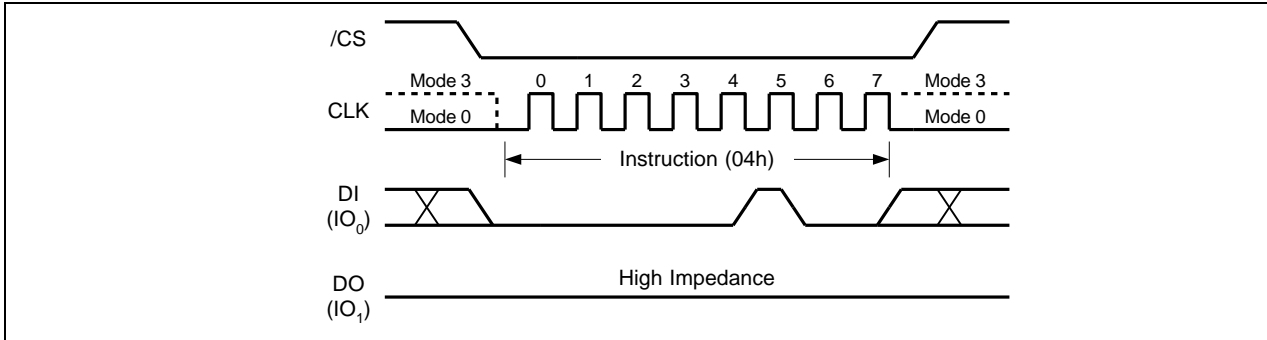 /CS
Mode 3 0 1 2 3 4 5 6 7 Mode 3
CLK
Mode 0 Mode 0
Instruction (04h)
DI
(IO₀)
High Impedance
DO
(IO₁)